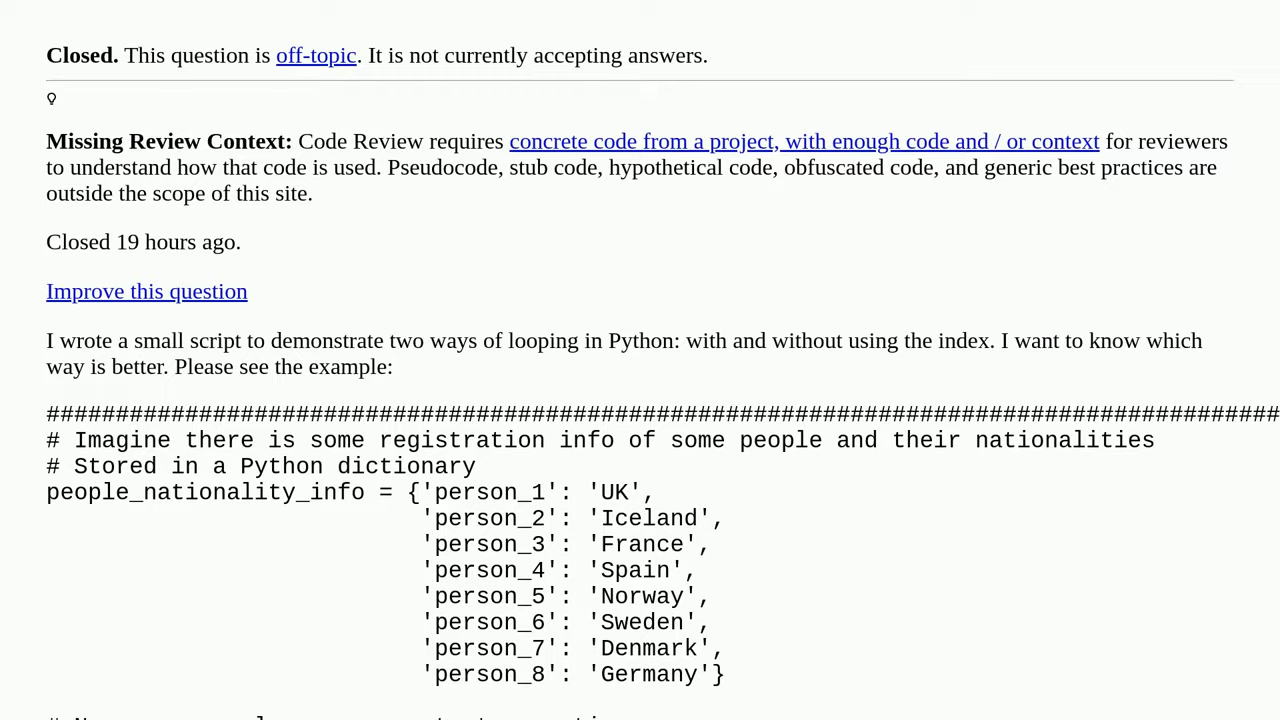 Closed. This question is off-topic. It is not currently accepting answers.
Missing Review Context: Code Review requires concrete code from a project, with enough code and / or context for reviewers
to understand how that code is used. Pseudocode, stub code, hypothetical code, obfuscated code, and generic best practices are
outside the scope of this site.
Closed 19 hours ago.
Improve this question
I wrote a small script to demonstrate two ways of looping in Python: with and without using the index. I want to know which
way is better. Please see the example:
#########################################################################################
# Imagine there is some registration info of some people and their nationalities
# Stored in a Python dictionary
people_nationality_info = {'person_1': 'UK',
'person_2': 'Iceland',
'person_3': 'France',
'person_4': 'Spain',
'person_5': 'Norway',
'person_6': 'Sweden',
'person_7': 'Denmark',
'person_8': 'Germany'}